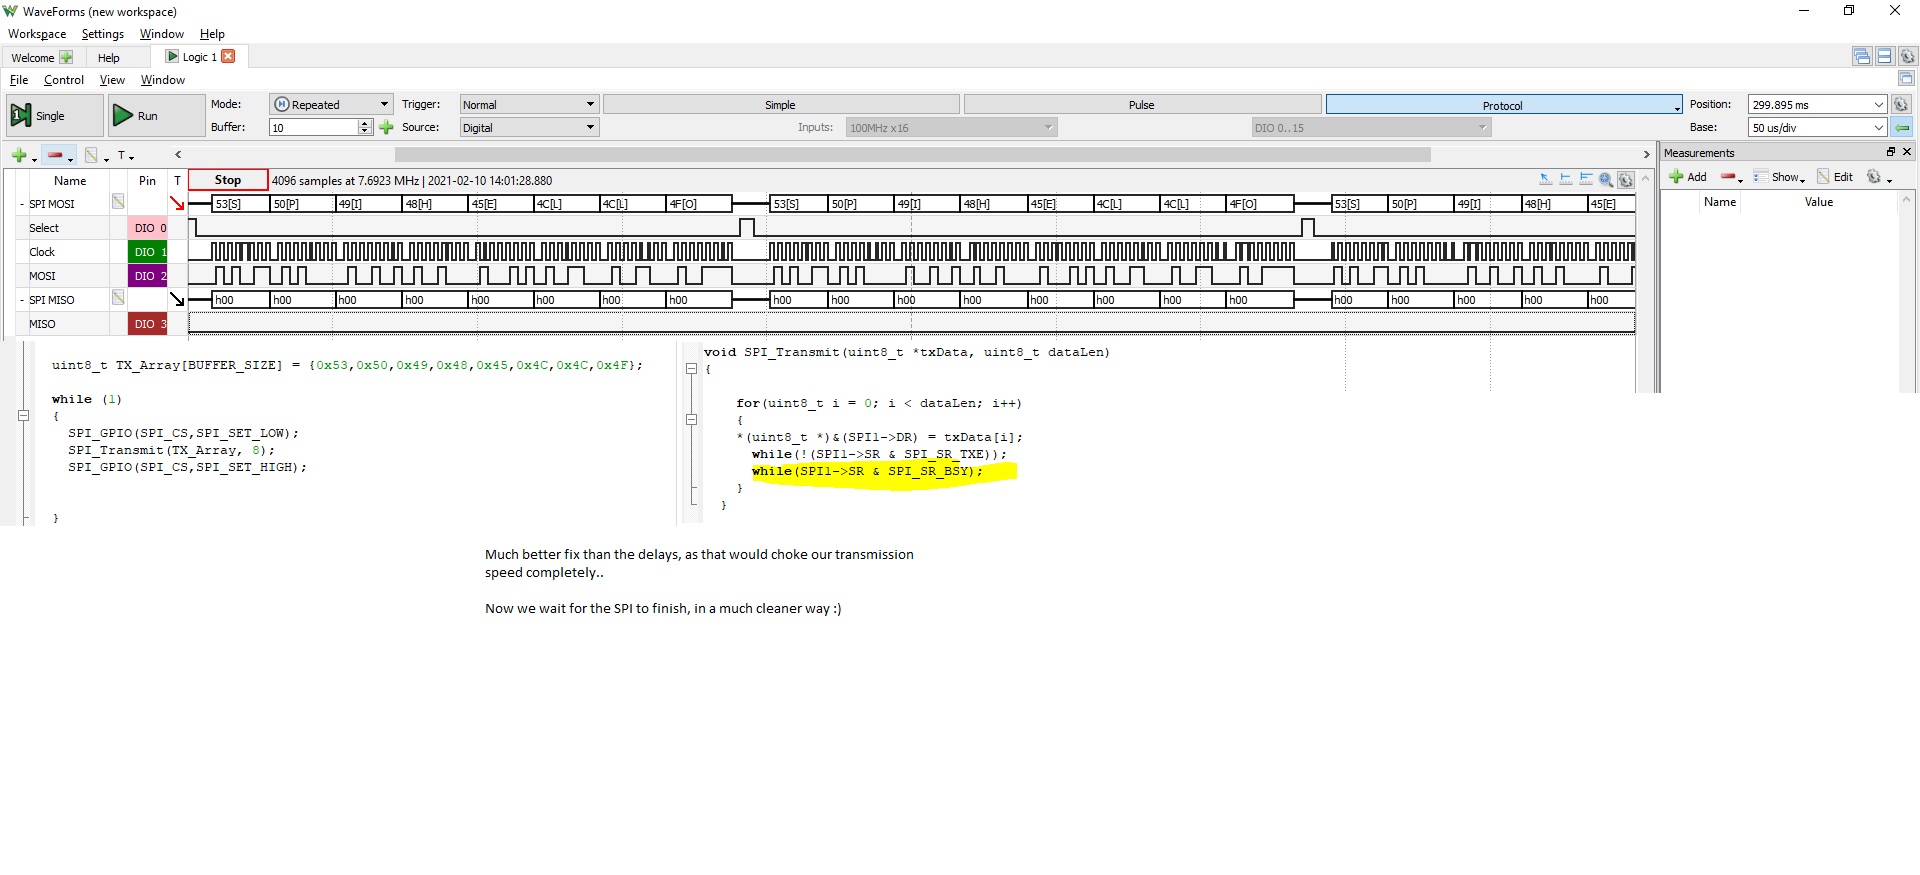 WaveForms (new workspace)
Workspace Settings Window Help
Welcome Help Logic 1
File Control View Window
Single Run Mode: Repeated Trigger: Normal Simple Pulse Protocol Position: 299.895 ms
Buffer: 10 Source: Digital Inputs: 100MHz x16 DIO 0..15 Base: 50 us/div
T
Measurements
Name Pin T Stop 4096 samples at 7.6923 MHz | 2021-02-10 14:01:28.880
Add Show Edit
Name Value
- SPI MOSI 53[S] 50[P] 49[I] 48[H] 45[E] 4C[L] 4C[L] 4F[O] 53[S] 50[P] 49[I] 48[H] 45[E] 4C[L] 4C[L] 4F[O] 53[S] 50[P] 49[I] 48[H] 45[E]
Select DIO 0
Clock DIO 1
MOSI DIO 2
- SPI MISO h00 h00 h00 h00 h00 h00 h00 h00 h00 h00 h00 h00 h00 h00 h00 h00 h00 h00 h00 h00 h00
MISO DIO 3
uint8_t TX_Array[BUFFER_SIZE] = {0x53,0x50,0x49,0x48,0x45,0x4C,0x4C,0x4F};
while (1)
{
SPI_GPIO(SPI_CS,SPI_SET_LOW);
SPI_Transmit(TX_Array, 8);
SPI_GPIO(SPI_CS,SPI_SET_HIGH);
}
void SPI_Transmit(uint8_t *txData, uint8_t dataLen)
{
for(uint8_t i = 0; i < dataLen; i++)
{
*(uint8_t *)&(SPI1->DR) = txData[i];
while(!(SPI1->SR & SPI_SR_TXE));
while(SPI1->SR & SPI_SR_BSY);
}
}
Much better fix than the delays, as that would choke our transmission
speed completely..
Now we wait for the SPI to finish, in a much cleaner way :)